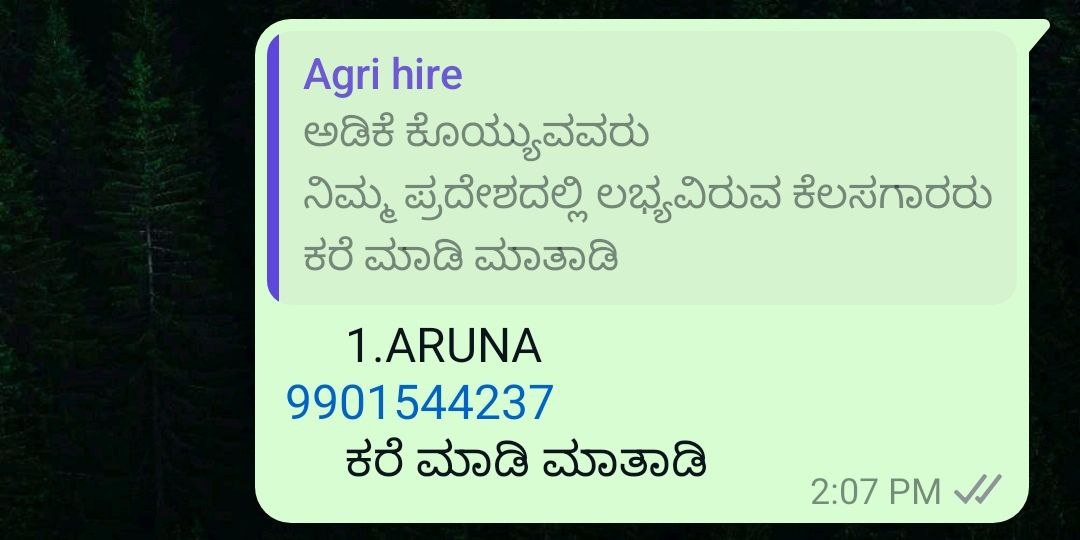 Agri hire
ಅಡಿಕೆ ಕೊಯ್ಯುವವರು
ನಿಮ್ಮ ಪ್ರದೇಶದಲ್ಲಿ ಲಭ್ಯವಿರುವ ಕೆಲಸಗಾರರು
ಕರೆ ಮಾಡಿ ಮಾತಾಡಿ
1.ARUNA
9901544237
ಕರೆ ಮಾಡಿ ಮಾತಾಡಿ
2:07 PM